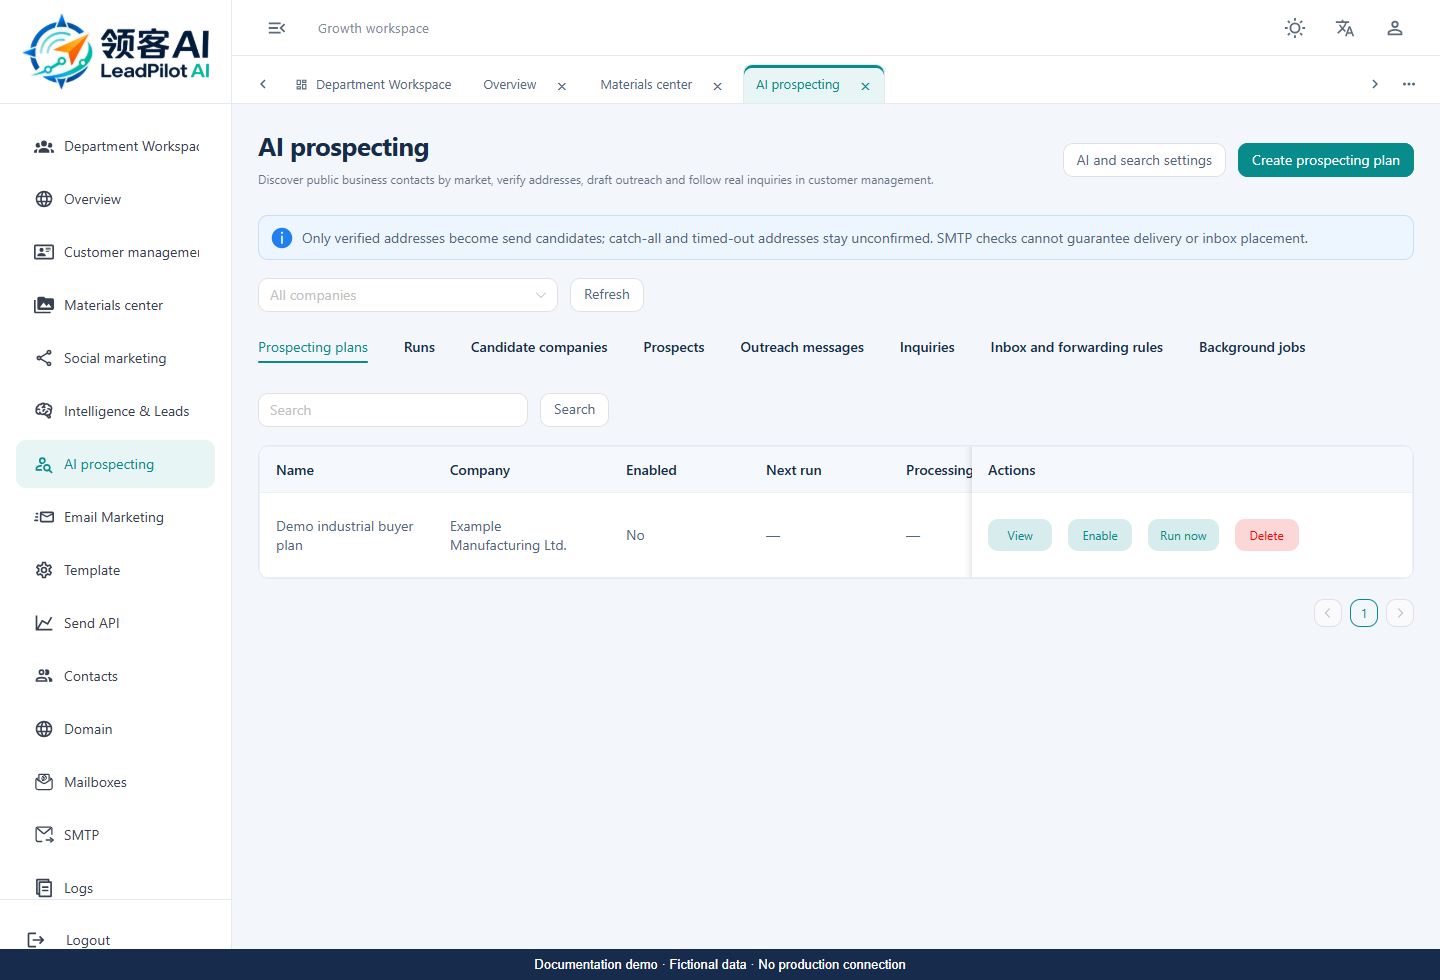 领客AI
LeadPilot AI
Growth workspace
Department Workspace
Overview
Materials center
AI prospecting
Department Workspac
Overview
Customer managemer
Materials center
Social marketing
Intelligence & Leads
AI prospecting
Email Marketing
Template
Send API
Contacts
Domain
Mailboxes
SMTP
Logs
Logout
AI prospecting
Discover public business contacts by market, verify addresses, draft outreach and follow real inquiries in customer management.
AI and search settings
Create prospecting plan
Only verified addresses become send candidates; catch-all and timed-out addresses stay unconfirmed. SMTP checks cannot guarantee delivery or inbox placement.
All companies
Refresh
Prospecting plans
Runs
Candidate companies
Prospects
Outreach messages
Inquiries
Inbox and forwarding rules
Background jobs
Search
Search
Name
Company
Enabled
Next run
Processing
Actions
Demo industrial buyer
plan
Example
Manufacturing Ltd.
No
—
—
View
Enable
Run now
Delete
1
Documentation demo · Fictional data · No production connection